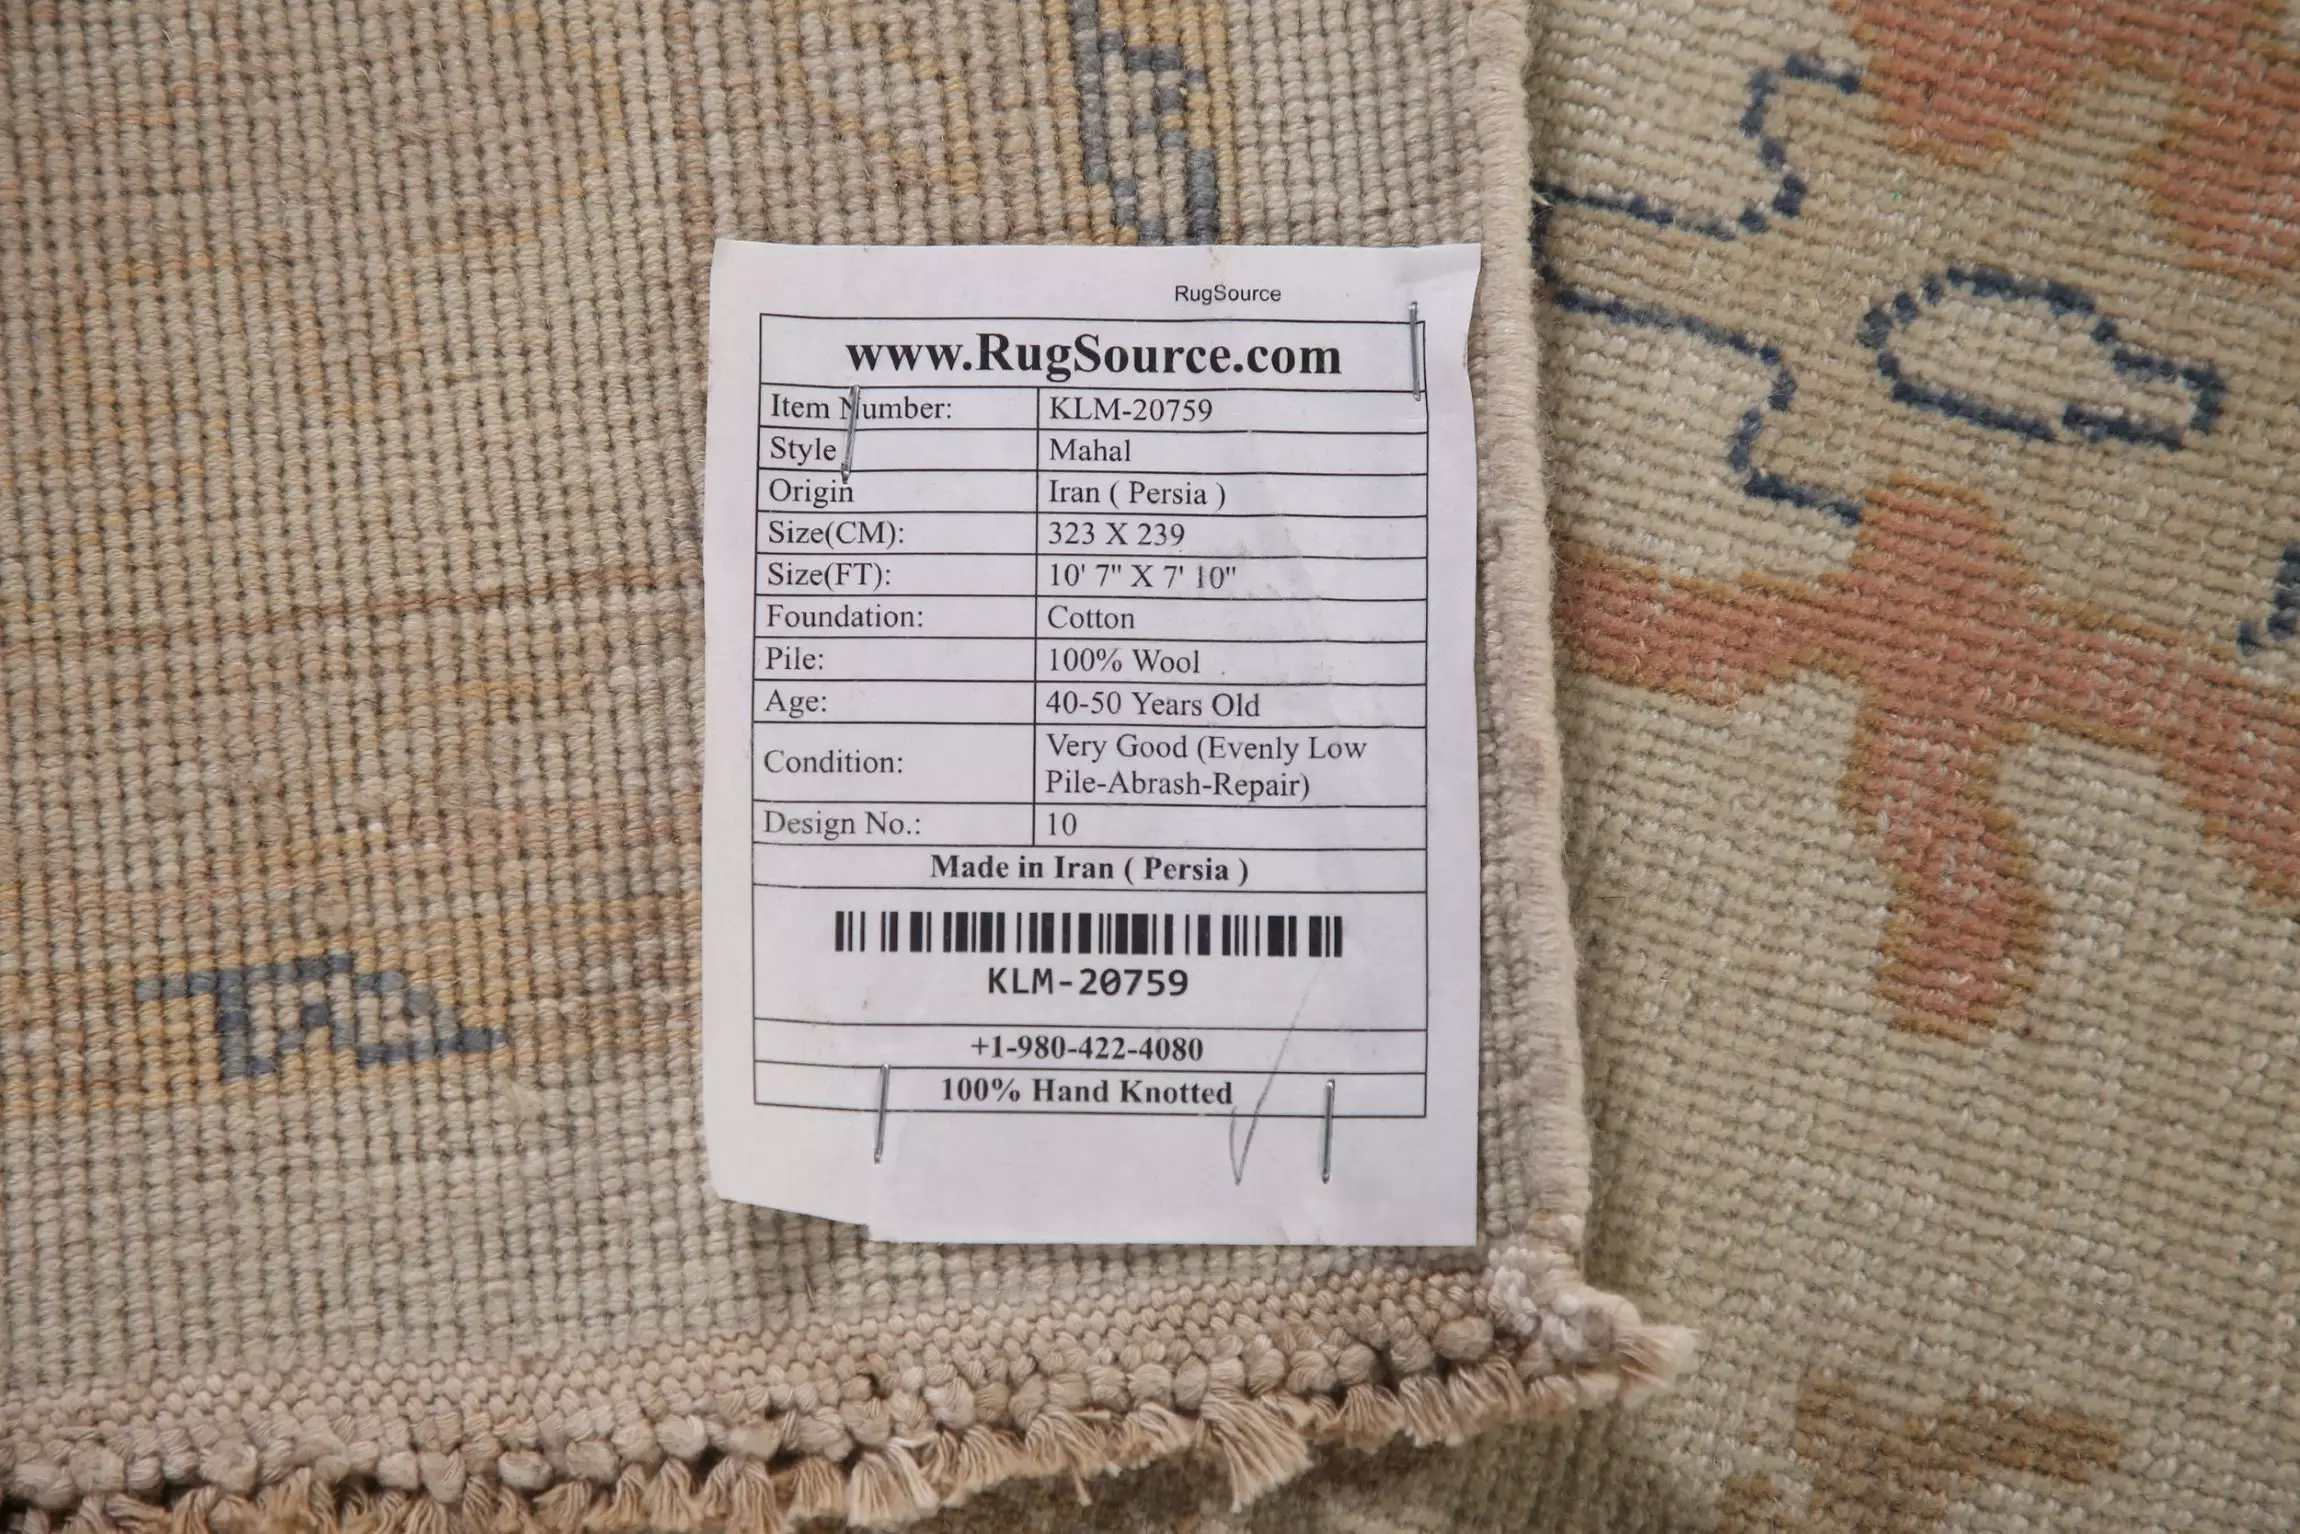 RugSource
www.RugSource.com
Item Number: KLM-20759
Style Mahal
Origin Iran ( Persia )
Size(CM): 323 X 239
Size(FT): 10' 7" X 7' 10"
Foundation: Cotton
Pile: 100% Wool
Age: 40-50 Years Old
Condition: Very Good (Evenly Low
Pile-Abrash-Repair)
Design No.: 10
Made in Iran ( Persia )
KLM-20759
+1-980-422-4080
100% Hand Knotted